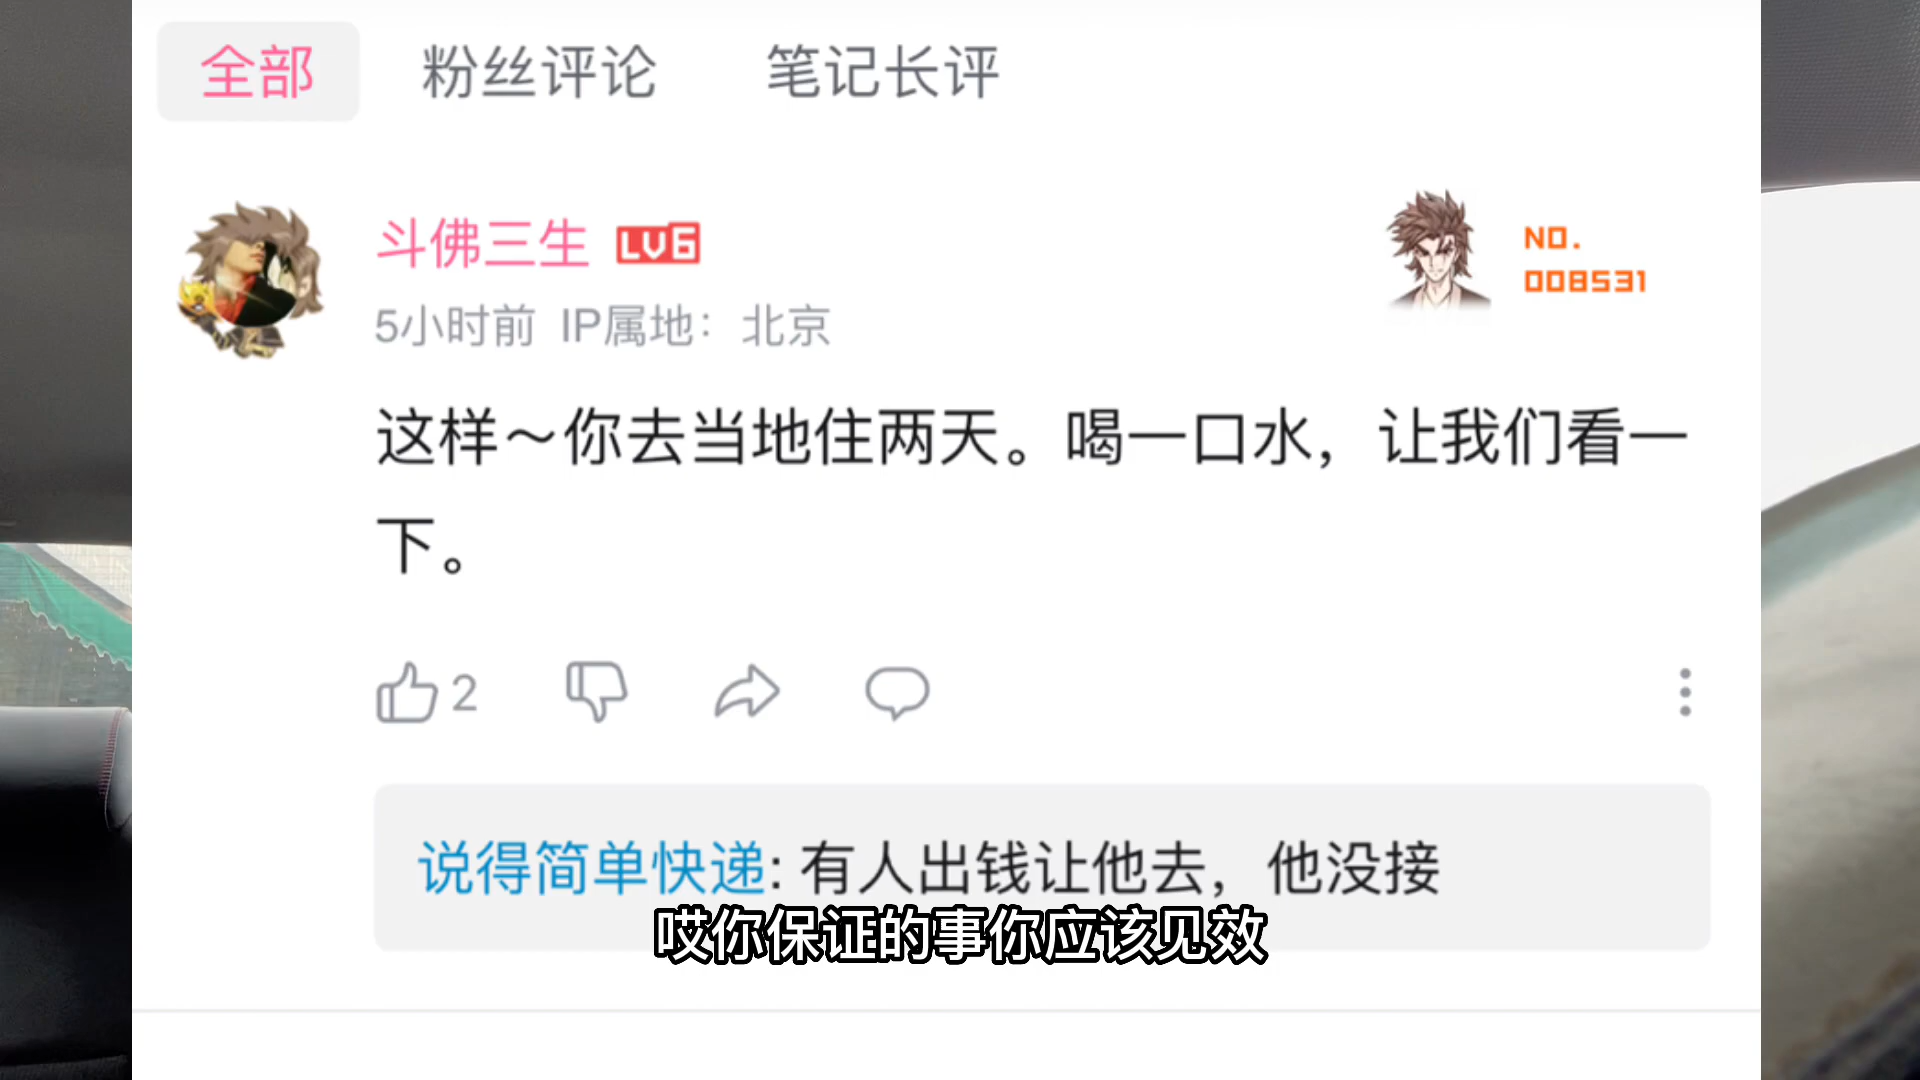 全部 粉丝评论 笔记长评
斗佛三生 LV6
NO.
008531
5小时前 IP属地：北京
这样～你去当地住两天。喝一口水，让我们看一
下。
2
说得简单快递: 有人出钱让他去，他没接
哎你保证的事你应该见效